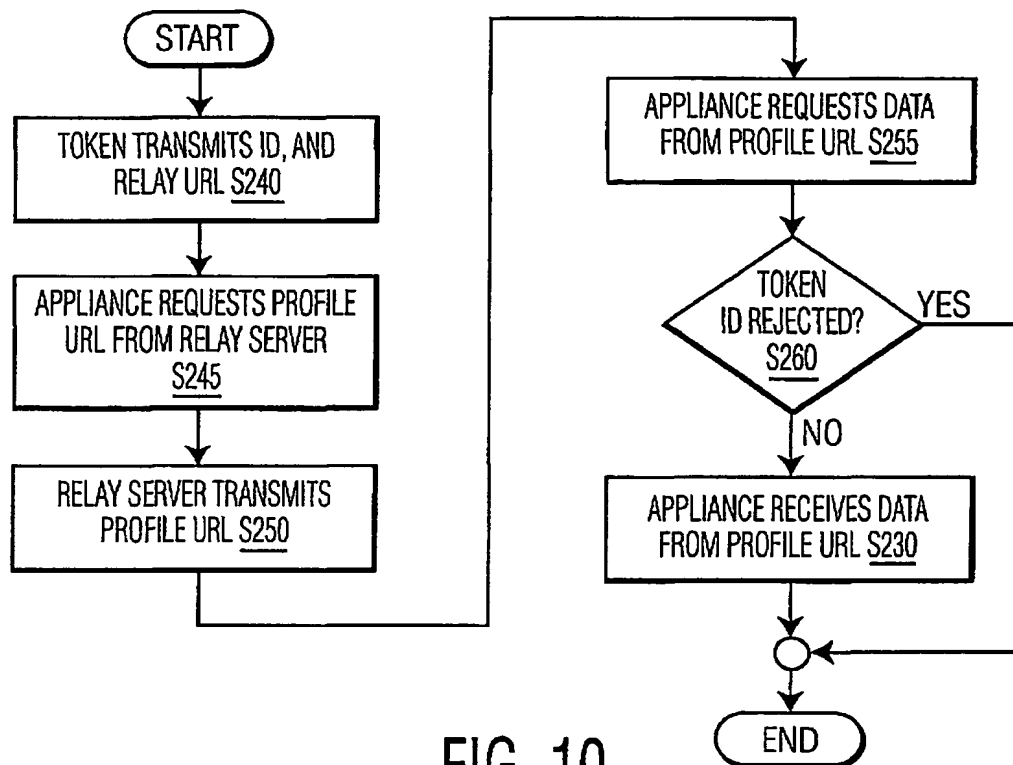 START
TOKEN TRANSMITS ID, AND
RELAY URL S240
APPLIANCE REQUESTS PROFILE
URL FROM RELAY SERVER
S245
RELAY SERVER TRANSMITS
PROFILE URL S250
APPLIANCE REQUESTS DATA
FROM PROFILE URL S255
TOKEN
ID REJECTED?
S260
YES
NO
APPLIANCE RECEIVES DATA
FROM PROFILE URL S230
END
FIG. 10